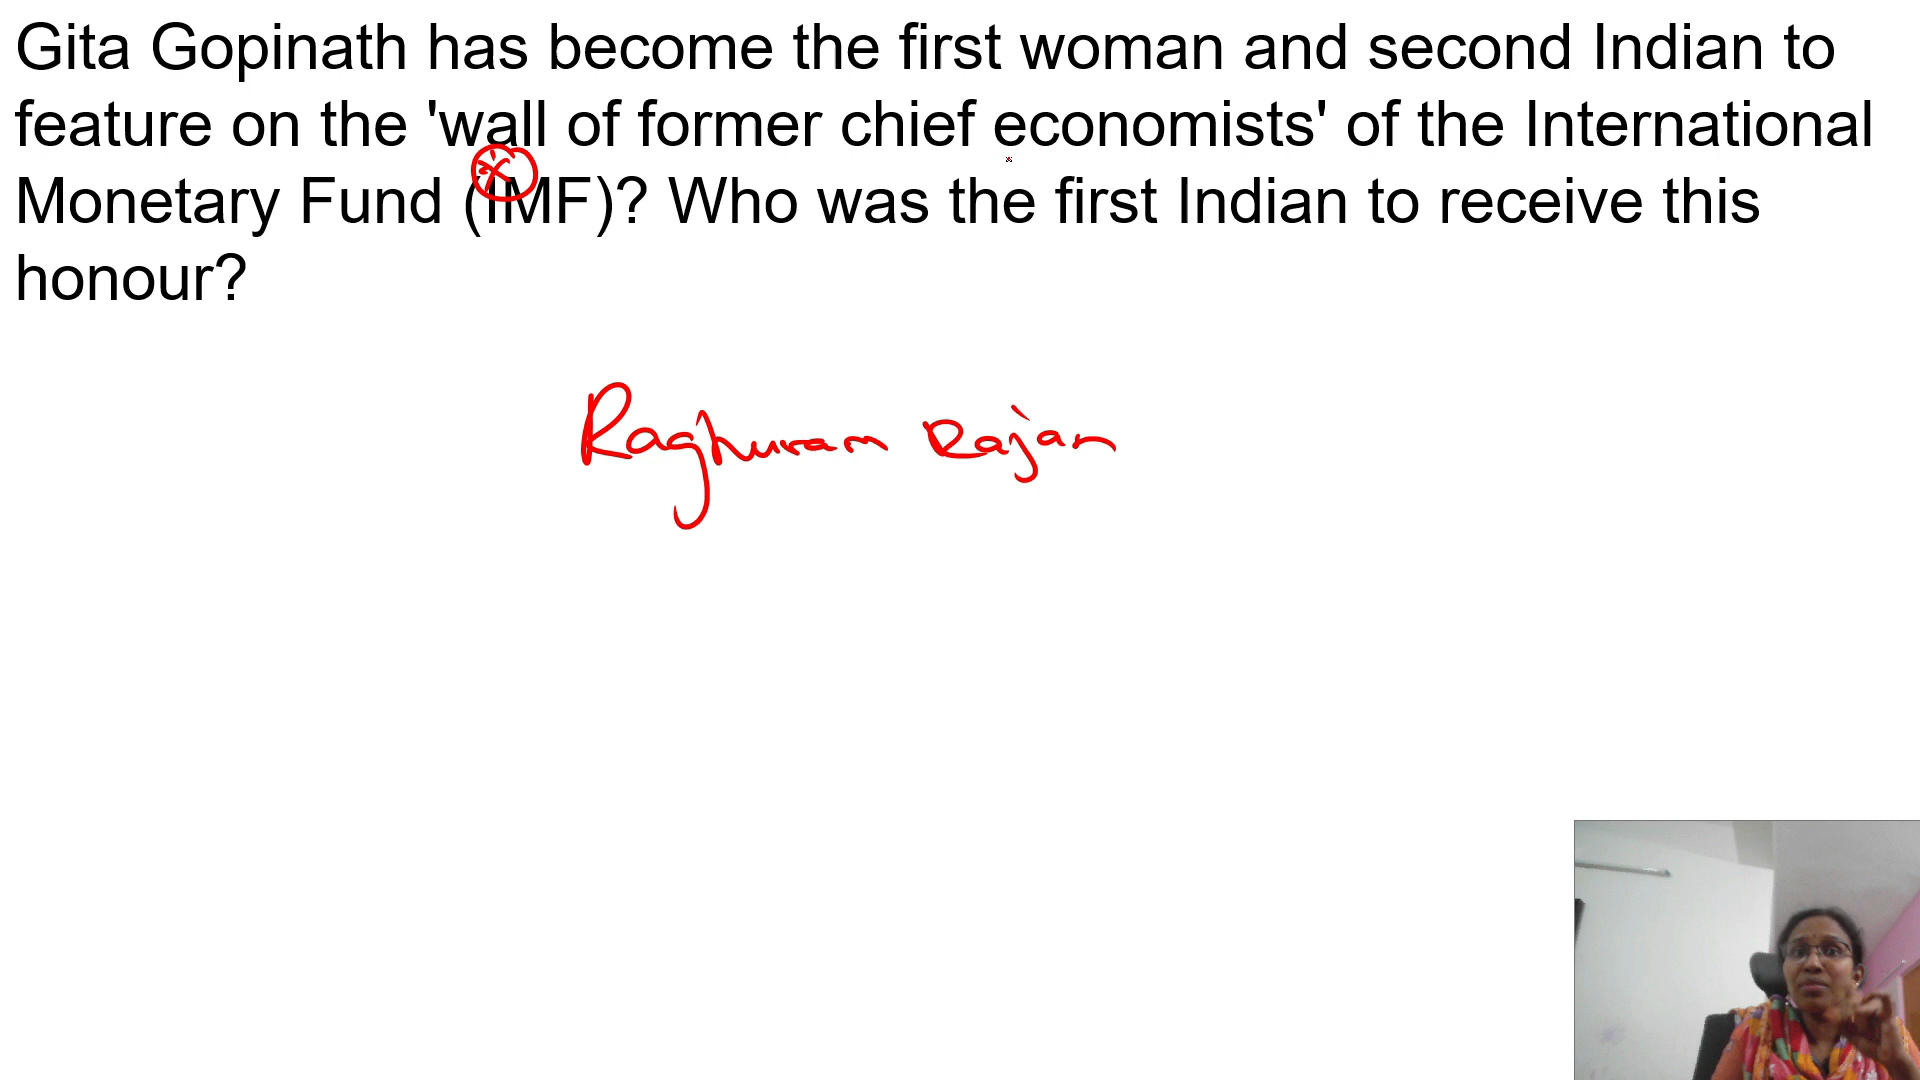 Gita Gopinath has become the first woman and second Indian to
feature on the 'wall of former chief economists' of the International
Monetary Fund (IMF)? Who was the first Indian to receive this
honour?
Raghuram Rajan